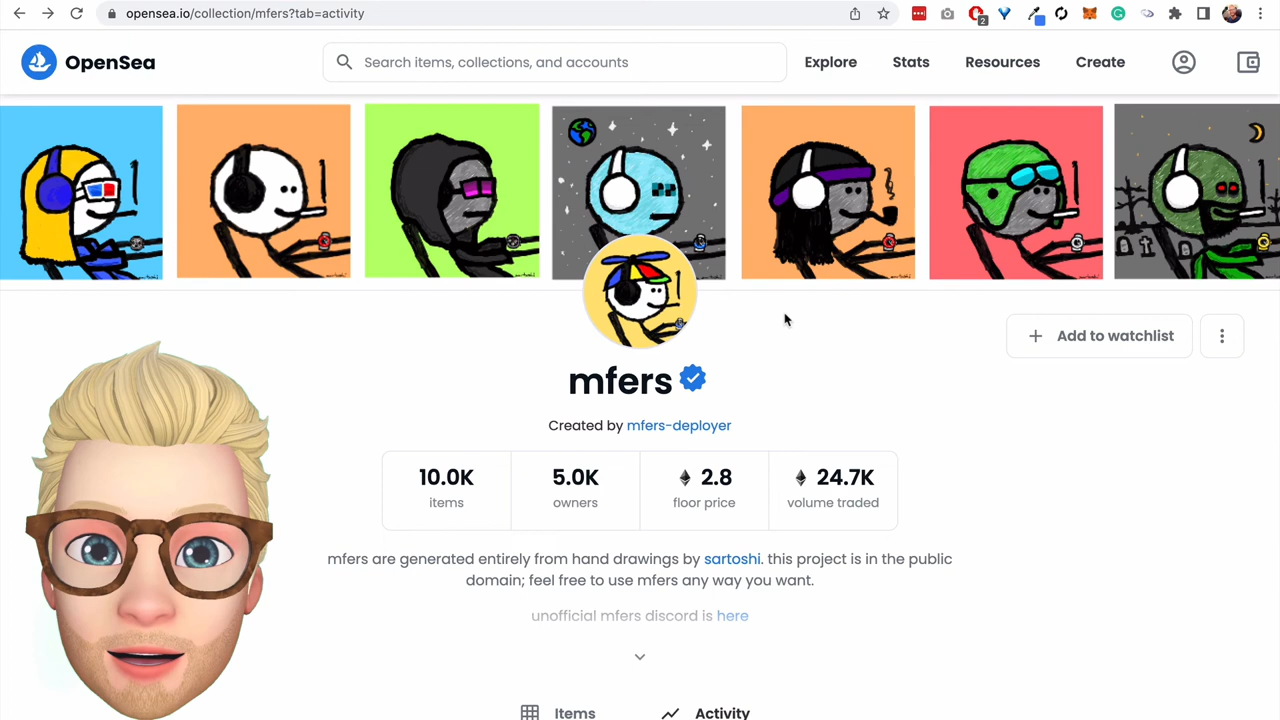 opensea.io/collection/mfers?tab=activity
2
OpenSea
Search items, collections, and accounts
Explore
Stats
Resources
Create
mfers
Created by mfers-deployer
10.0K
items
5.0K
owners
2.8
floor price
24.7K
volume traded
Add to watchlist
mfers are generated entirely from hand drawings by sartoshi. this project is in the public
domain; feel free to use mfers any way you want.
unofficial mfers discord is here
Items
Activity